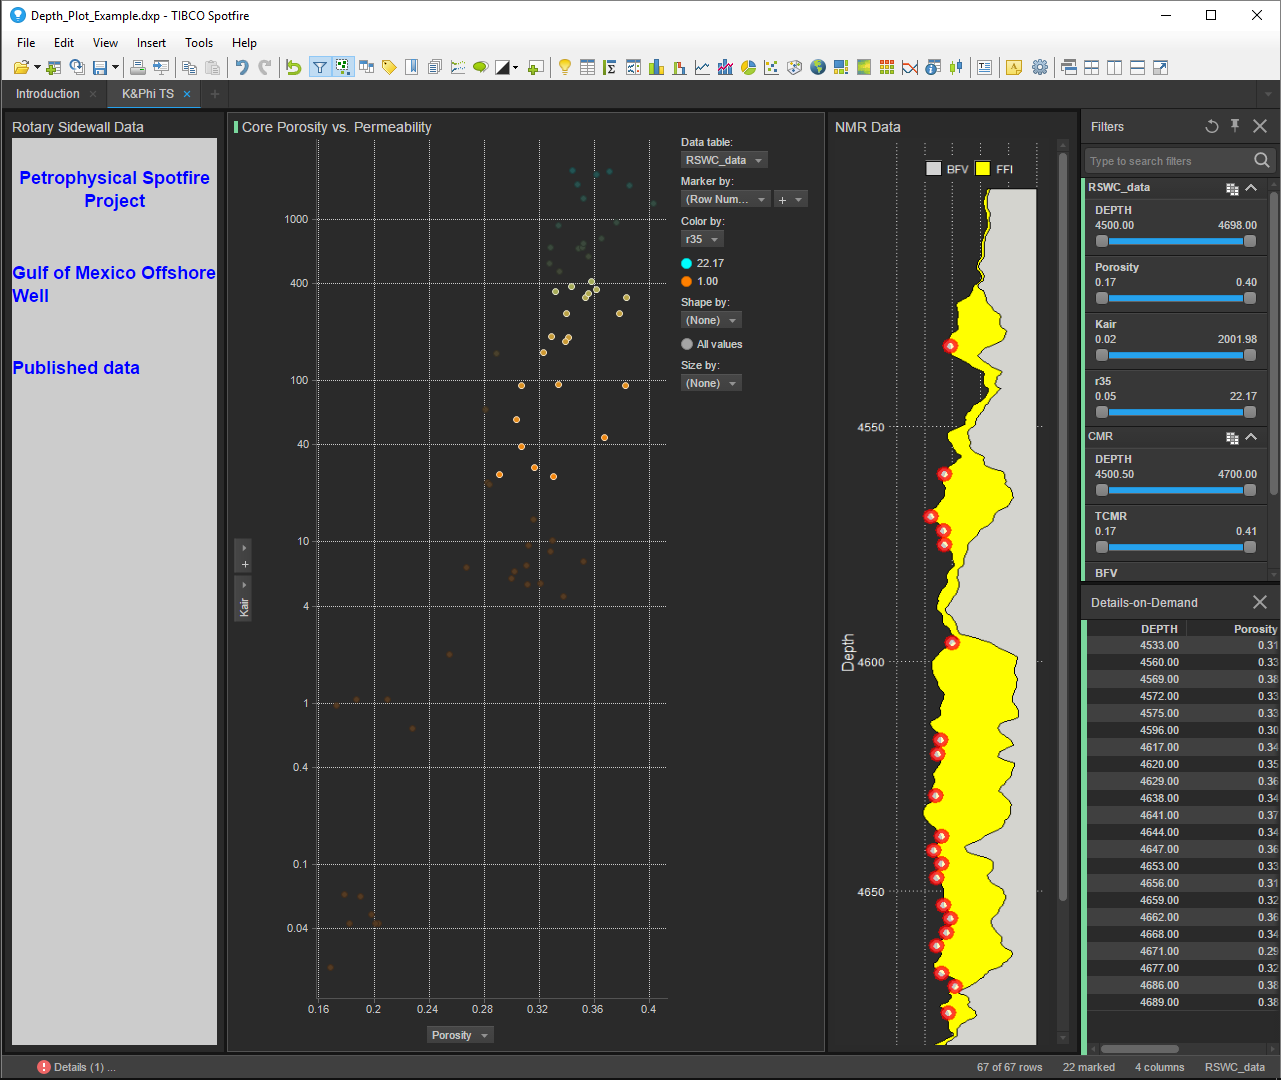 Depth_Plot_Example.dxp - TIBCO Spotfire
File Edit View Insert Tools Help
Introduction K&Phi TS
Rotary Sidewall Data
Petrophysical Spotfire
Project
Gulf of Mexico Offshore
Well
Published data
Core Porosity vs. Permeability
1000
400
100
40
10
4
1
0.4
0.1
0.04
0.16 0.2 0.24 0.28 0.32 0.36 0.4
Kair
+
Porosity
Data table:
RSWC_data
Marker by:
(Row Num... +
Color by:
r35
22.17
1.00
Shape by:
(None)
All values
Size by:
(None)
NMR Data
BFV FFI
4550
4600
4650
Depth
Filters
Type to search filters
RSWC_data
DEPTH
4500.00 4698.00
Porosity
0.17 0.40
Kair
0.02 2001.98
r35
0.05 22.17
CMR
DEPTH
4500.50 4700.00
TCMR
0.17 0.41
BFV
Details-on-Demand
DEPTH Porosity
4533.00 0.31
4560.00 0.33
4569.00 0.38
4572.00 0.33
4575.00 0.33
4596.00 0.30
4617.00 0.34
4620.00 0.35
4629.00 0.36
4638.00 0.34
4641.00 0.37
4644.00 0.34
4647.00 0.36
4653.00 0.33
4656.00 0.31
4659.00 0.32
4662.00 0.36
4668.00 0.34
4671.00 0.29
4677.00 0.32
4686.00 0.38
4689.00 0.38
Details (1) ...
67 of 67 rows 22 marked 4 columns RSWC_data